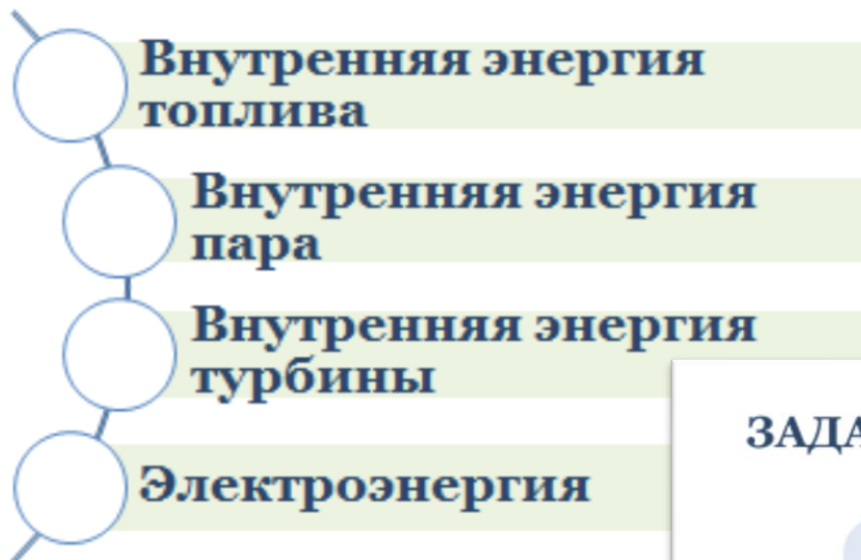 Внутренняя энергия
топлива
Внутренняя энергия
пара
Внутренняя энергия
турбины
ЗАДА
Электроэнергия